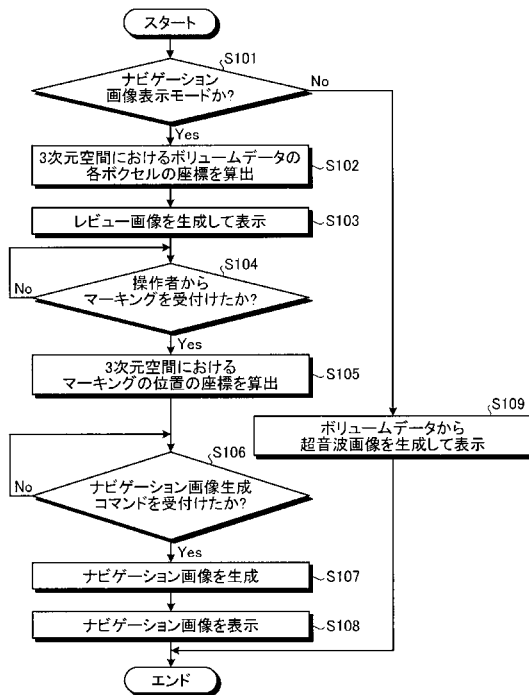 スタート
S101
ナビゲーション
画像表示モードか?
No
Yes
3次元空間におけるボリュームデータの
各ボクセルの座標を算出
S102
レビュー画像を生成して表示
S103
S104
操作者から
マーキングを受付けたか?
No
Yes
3次元空間における
マーキングの位置の座標を算出
S105
S109
ボリュームデータから
超音波画像を生成して表示
S106
ナビゲーション画像生成
コマンドを受付けたか?
No
Yes
ナビゲーション画像を生成
S107
ナビゲーション画像を表示
S108
エンド